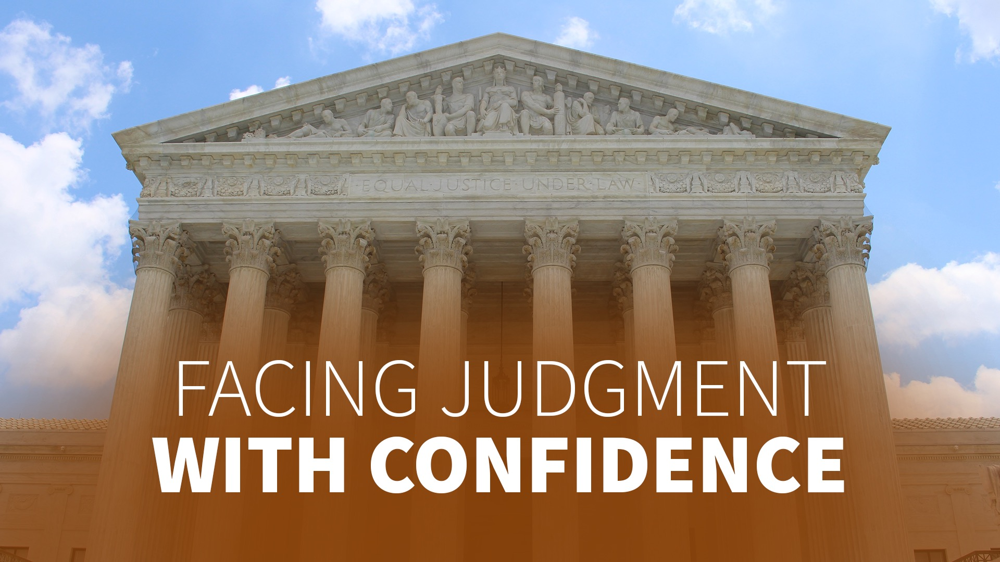 EQUAL·JUSTICE·UNDER·LAW
FACING JUDGMENT
WITH CONFIDENCE